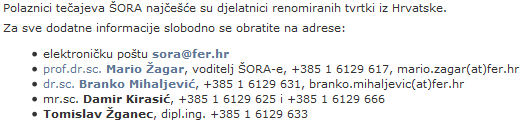 Polaznici tečajeva ŠORA najčešće su djelatnici renomiranih tvrtki iz Hrvatske.
Za sve dodatne informacije slobodno se obratite na adrese:
• elektroničku poštu sora@fer.hr
• prof.dr.sc. Mario Žagar, voditelj ŠORA-e, +385 1 6129 617, mario.zagar(at)fer.hr
• dr.sc. Branko Mihaljević, +385 1 6129 631, branko.mihaljevic(at)fer.hr
• mr.sc. Damir Kirasić, +385 1 6129 625 i +385 1 6129 666
• Tomislav Žganec, dipl.ing. +385 1 6129 633